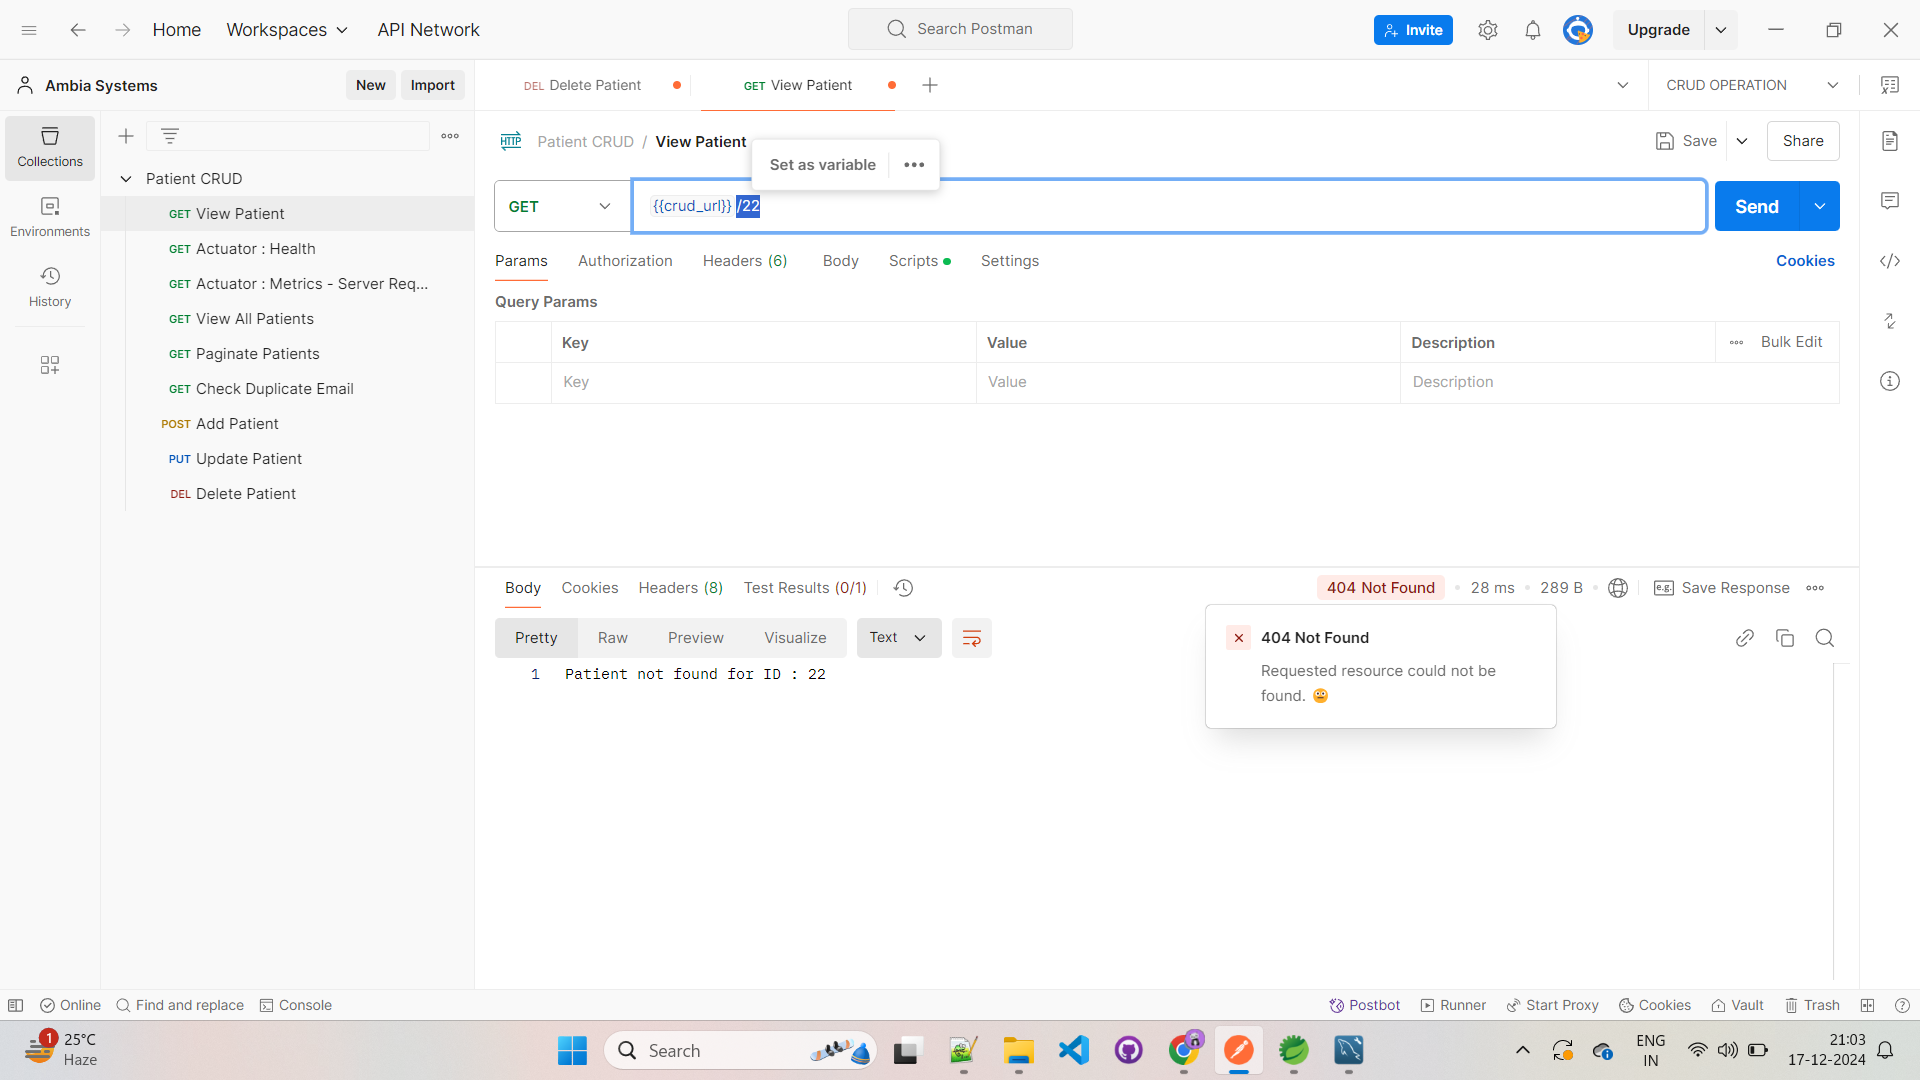 Home
Workspaces
API Network
Search Postman
Invite
Upgrade
Ambia Systems
New
Import
DEL Delete Patient
GET View Patient
CRUD OPERATION
Collections
Environments
History
Patient CRUD
GET View Patient
GET Actuator : Health
GET Actuator : Metrics - Server Req...
GET View All Patients
GET Paginate Patients
GET Check Duplicate Email
POST Add Patient
PUT Update Patient
DEL Delete Patient
HTTP Patient CRUD / View Patient
Save
Share
Set as variable
GET
{{crud_url}} /22
Send
Params
Authorization
Headers (6)
Body
Scripts
Settings
Cookies
Query Params
Key
Value
Description
Bulk Edit
Key
Value
Description
Body
Cookies
Headers (8)
Test Results (0/1)
404 Not Found
28 ms
289 B
e.g.
Save Response
Pretty
Raw
Preview
Visualize
Text
404 Not Found
Requested resource could not be
found.
1 Patient not found for ID : 22
Online
Find and replace
Console
Postbot
Runner
Start Proxy
Cookies
Vault
Trash
1
25°C
Haze
Search
ENG
IN
21:03
17-12-2024